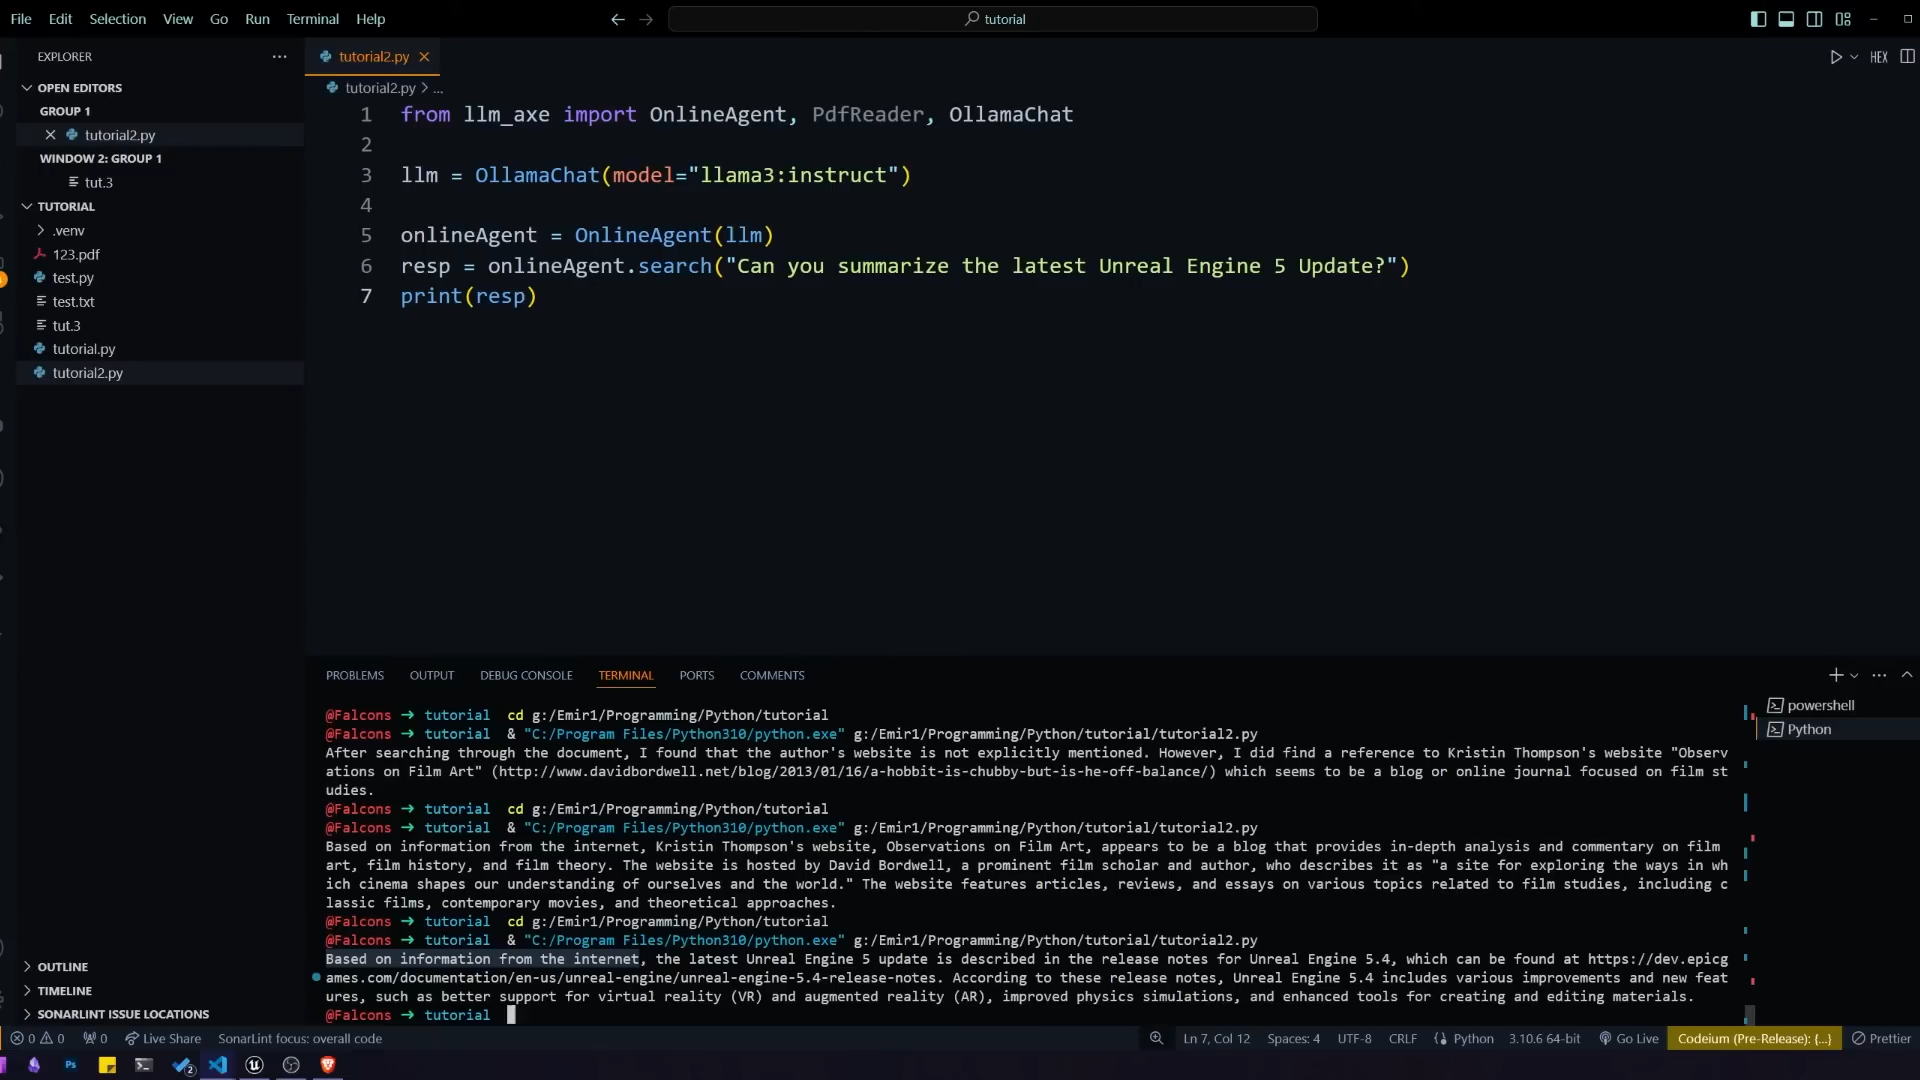 File Edit Selection View Go Run Terminal Help
tutorial
EXPLORER
OPEN EDITORS
GROUP 1
tutorial2.py
WINDOW 2: GROUP 1
tut.3
TUTORIAL
.venv
123.pdf
test.py
test.txt
tut.3
tutorial.py
tutorial2.py
OUTLINE
TIMELINE
SONARLINT ISSUE LOCATIONS
tutorial2.py
HEX
tutorial2.py > ...
1 from llm_axe import OnlineAgent, PdfReader, OllamaChat
2
3 llm = OllamaChat(model="llama3:instruct")
4
5 onlineAgent = OnlineAgent(llm)
6 resp = onlineAgent.search("Can you summarize the latest Unreal Engine 5 Update?")
7 print(resp)
PROBLEMS OUTPUT DEBUG CONSOLE TERMINAL PORTS COMMENTS
powershell
Python
@Falcons → tutorial cd g:/Emir1/Programming/Python/tutorial
@Falcons → tutorial & "C:/Program Files/Python310/python.exe" g:/Emir1/Programming/Python/tutorial/tutorial2.py
After searching through the document, I found that the author's website is not explicitly mentioned. However, I did find a reference to Kristin Thompson's website "Observ
ations on Film Art" (http://www.davidbordwell.net/blog/2013/01/16/a-hobbit-is-chubby-but-is-he-off-balance/) which seems to be a blog or online journal focused on film st
udies.
@Falcons → tutorial cd g:/Emir1/Programming/Python/tutorial
@Falcons → tutorial & "C:/Program Files/Python310/python.exe" g:/Emir1/Programming/Python/tutorial/tutorial2.py
Based on information from the internet, Kristin Thompson's website, Observations on Film Art, appears to be a blog that provides in-depth analysis and commentary on film
art, film history, and film theory. The website is hosted by David Bordwell, a prominent film scholar and author, who describes it as "a site for exploring the ways in wh
ich cinema shapes our understanding of ourselves and the world." The website features articles, reviews, and essays on various topics related to film studies, including c
lassic films, contemporary movies, and theoretical approaches.
@Falcons → tutorial cd g:/Emir1/Programming/Python/tutorial
@Falcons → tutorial & "C:/Program Files/Python310/python.exe" g:/Emir1/Programming/Python/tutorial/tutorial2.py
Based on information from the internet, the latest Unreal Engine 5 update is described in the release notes for Unreal Engine 5.4, which can be found at https://dev.epicg
ames.com/documentation/en-us/unreal-engine/unreal-engine-5.4-release-notes. According to these release notes, Unreal Engine 5.4 includes various improvements and new feat
ures, such as better support for virtual reality (VR) and augmented reality (AR), improved physics simulations, and enhanced tools for creating and editing materials.
@Falcons → tutorial
0 0 0 Live Share SonarLint focus: overall code Ln 7, Col 12 Spaces: 4 UTF-8 CRLF Python 3.10.6 64-bit Go Live Codeium (Pre-Release): {...} Prettier
Ps 2